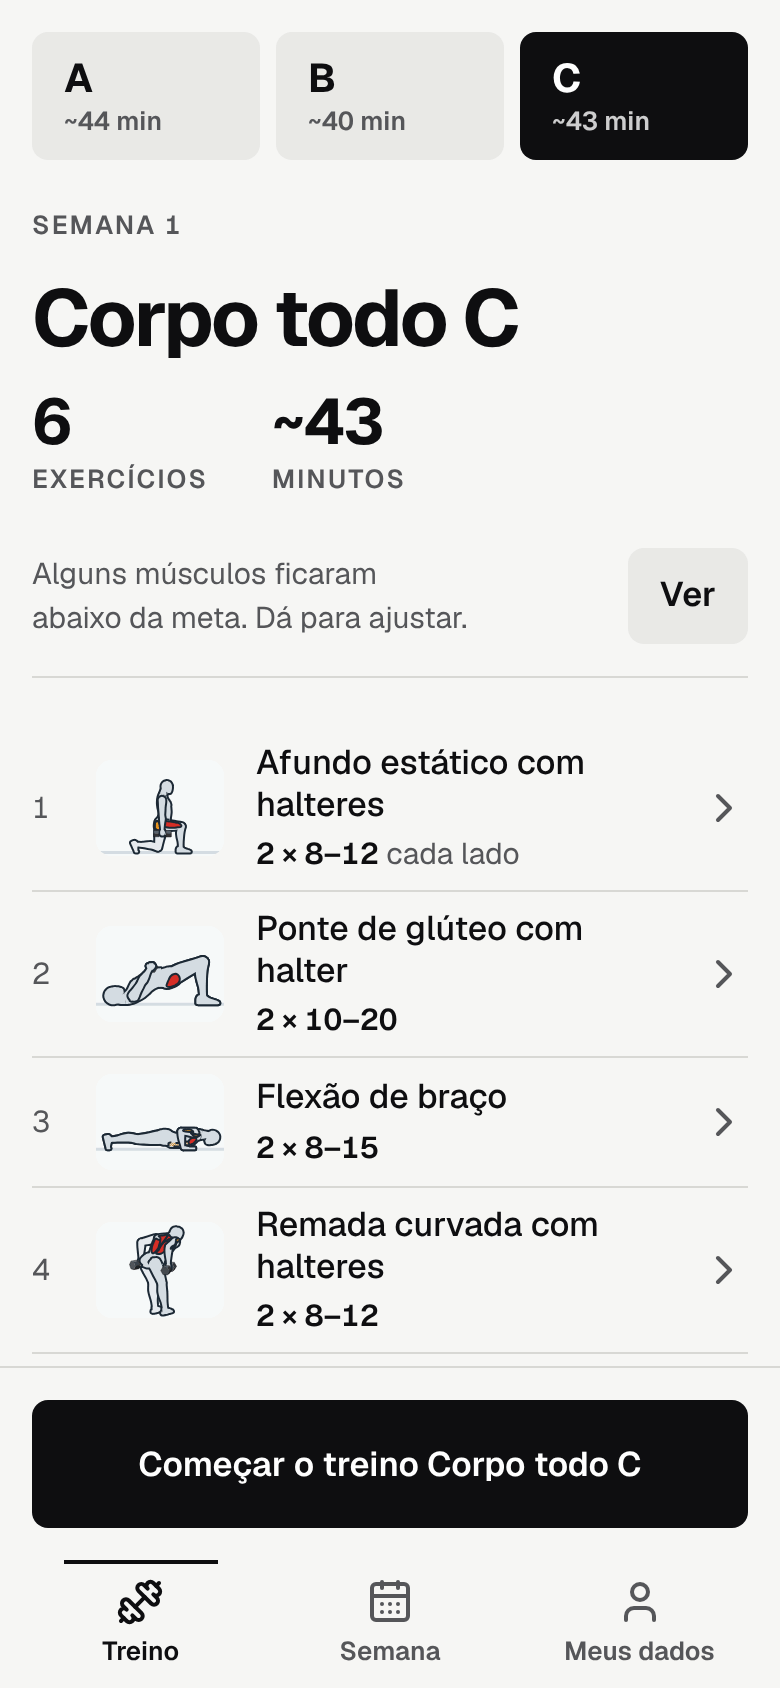 A
~44 min
B
~40 min
C
~43 min
SEMANA 1
Corpo todo C
6
EXERCÍCIOS
~43
MINUTOS
Alguns músculos ficaram
abaixo da meta. Dá para ajustar.
Ver
1
Afundo estático com
halteres
2 × 8–12 cada lado
2
Ponte de glúteo com
halter
2 × 10–20
3
Flexão de braço
2 × 8–15
4
Remada curvada com
halteres
2 × 8–12
Começar o treino Corpo todo C
Treino
Semana
Meus dados